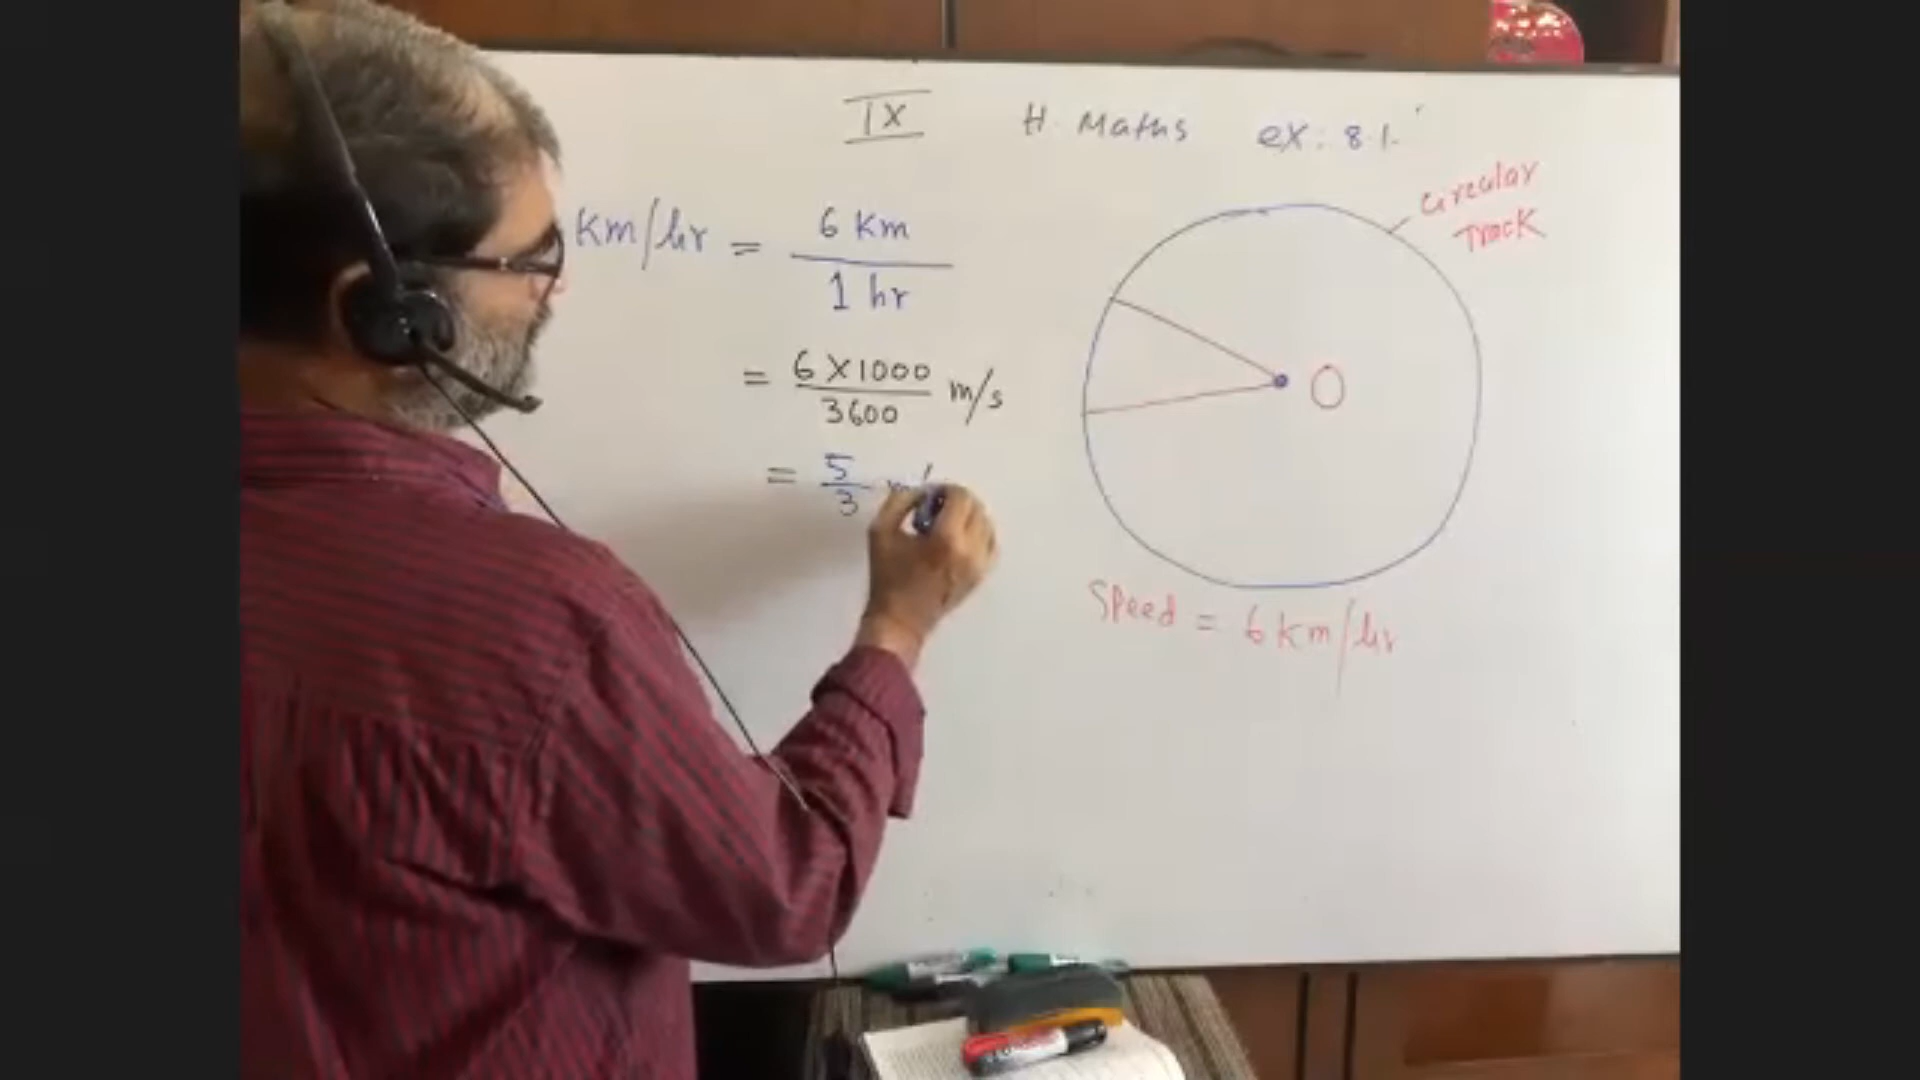 IX H. Maths ex: 8.1.
Circular
Track
km/hr = 6 km
1 hr
= 6 X 1000
3600 m/s
= 5
3 m/
O
Speed = 6 km/hr